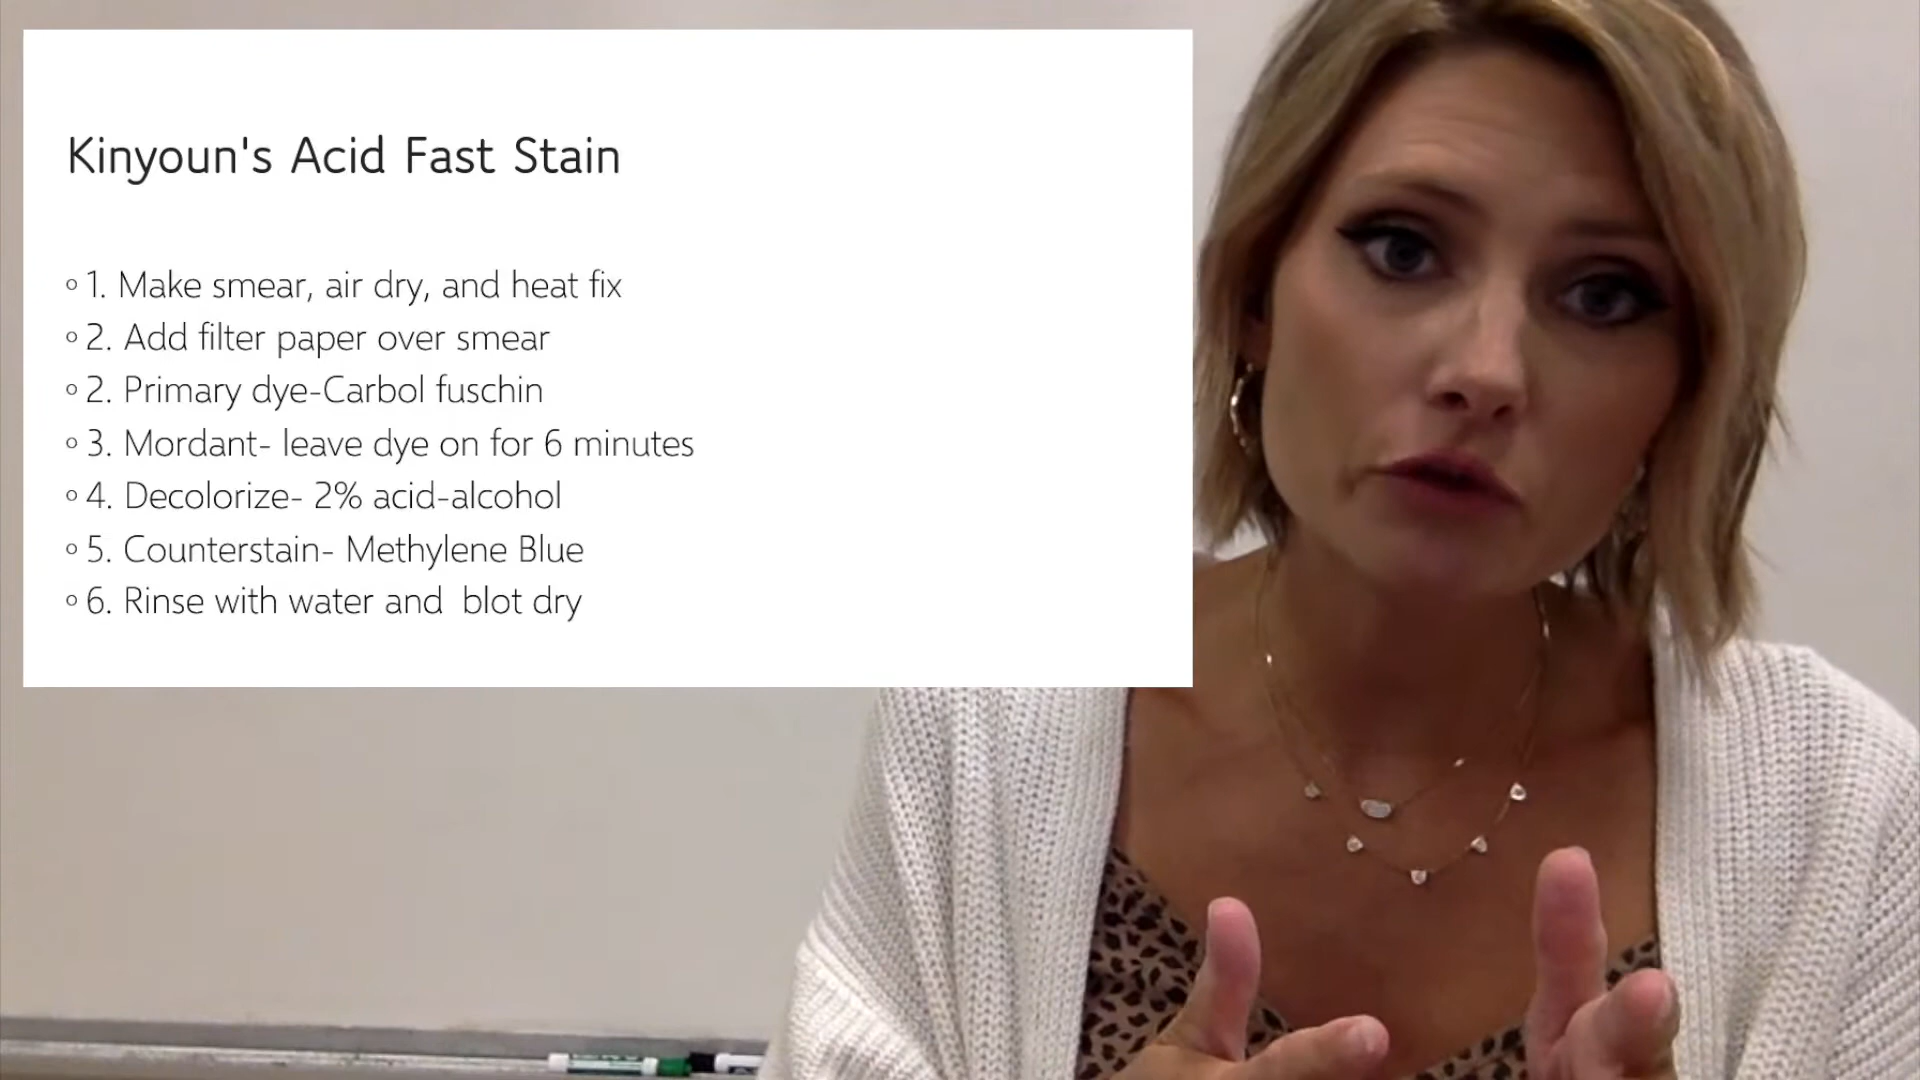 Kinyoun's Acid Fast Stain
◦ 1. Make smear, air dry, and heat fix
◦ 2. Add filter paper over smear
◦ 2. Primary dye-Carbol fuschin
◦ 3. Mordant- leave dye on for 6 minutes
◦ 4. Decolorize- 2% acid-alcohol
◦ 5. Counterstain- Methylene Blue
◦ 6. Rinse with water and  blot dry